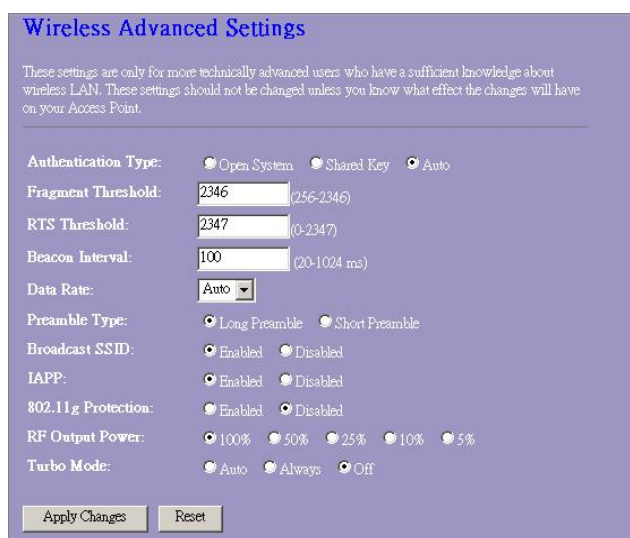 Wireless Advanced Settings
These settings are only for more technically advanced users who have a sufficient knowledge about
wireless LAN. These settings should not be changed unless you know what effect the changes will have
on your Access Point.
Authentication Type: Open System Shared Key Auto
Fragment Threshold: 2346 (256-2346)
RTS Threshold: 2347 (0-2347)
Beacon Interval: 100 (20-1024 ms)
Data Rate: Auto
Preamble Type: Long Preamble Short Preamble
Broadcast SSID: Enabled Disabled
IAPP: Enabled Disabled
802.11g Protection: Enabled Disabled
RF Output Power: 100% 50% 25% 10% 5%
Turbo Mode: Auto Always Off
Apply Changes Reset